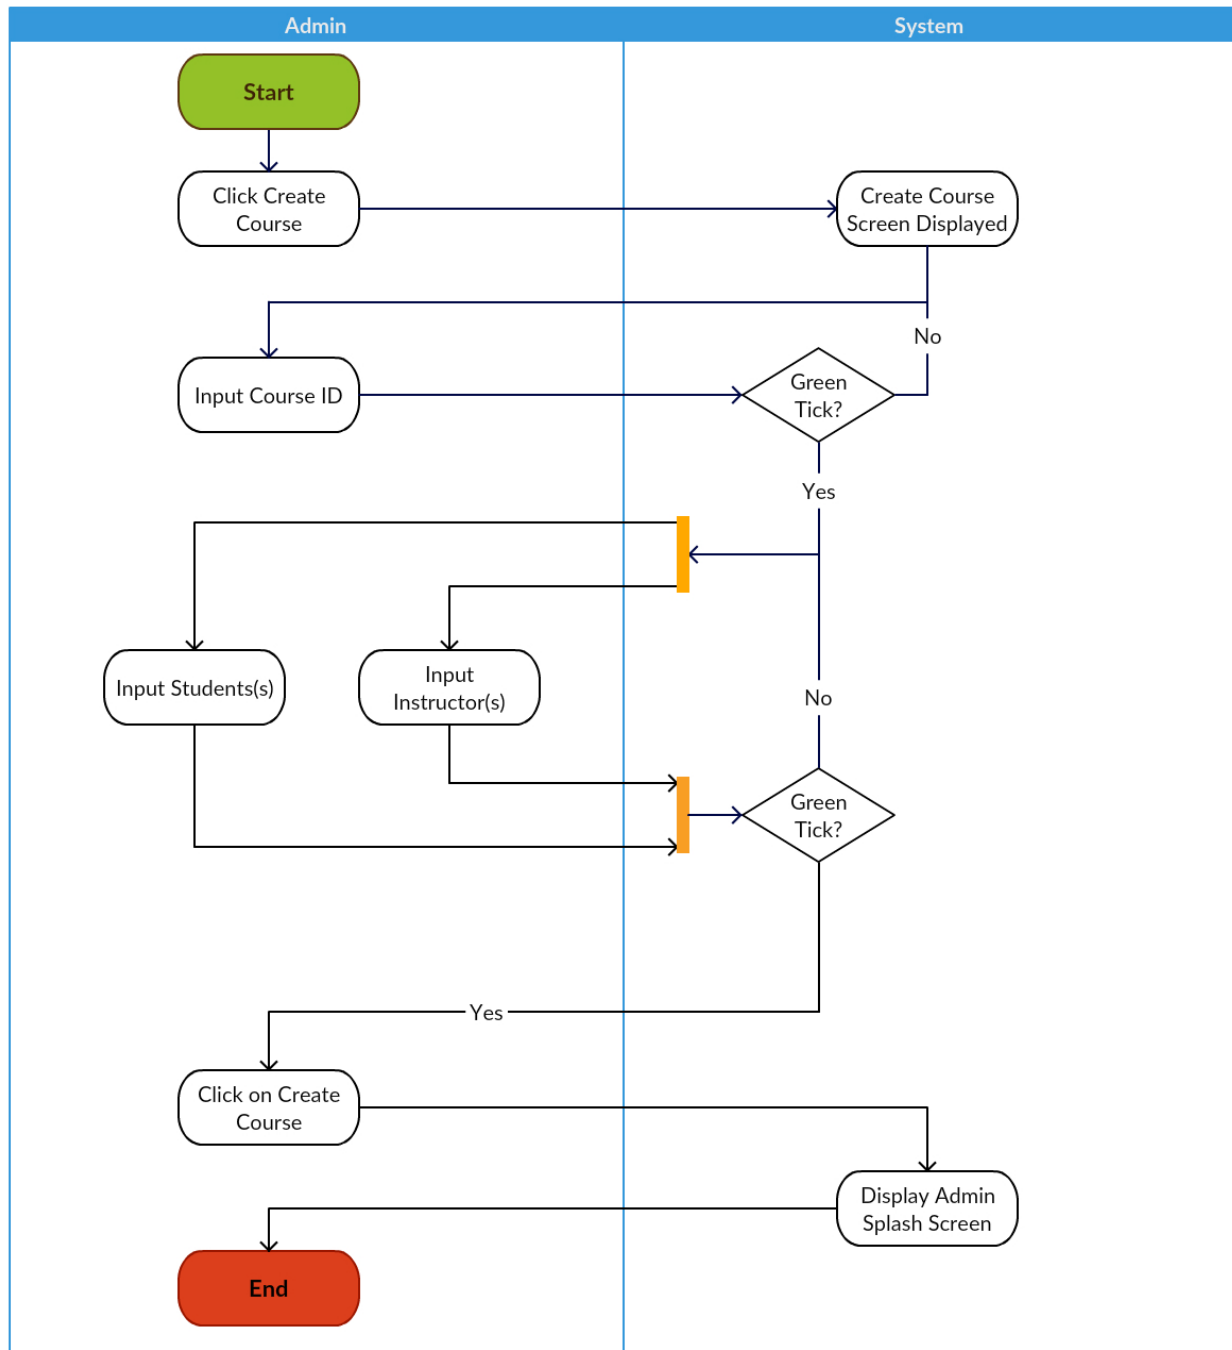 Admin
System
Start
Click Create
Course
Create Course
Screen Displayed
No
Input Course ID
Green
Tick?
Yes
Input Students(s)
Input
Instructor(s)
No
Green
Tick?
Yes
Click on Create
Course
Display Admin
Splash Screen
End